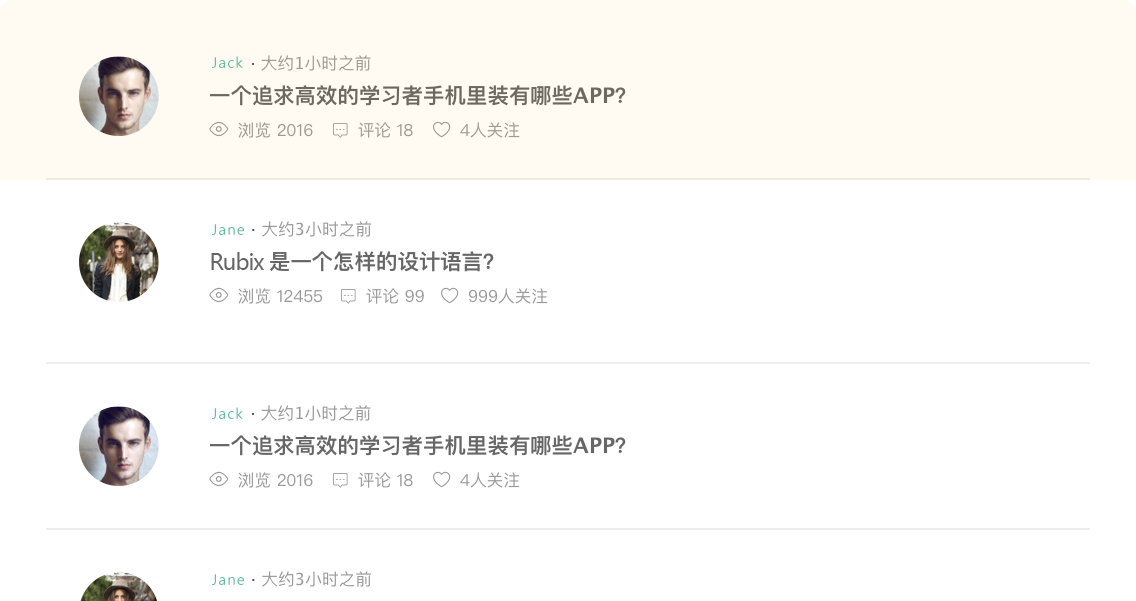 Jack · 大约1小时之前
一个追求高效的学习者手机里装有哪些APP?
浏览 2016 评论 18 4人关注
Jane · 大约3小时之前
Rubix 是一个怎样的设计语言?
浏览 12455 评论 99 999人关注
Jack · 大约1小时之前
一个追求高效的学习者手机里装有哪些APP?
浏览 2016 评论 18 4人关注
Jane · 大约3小时之前